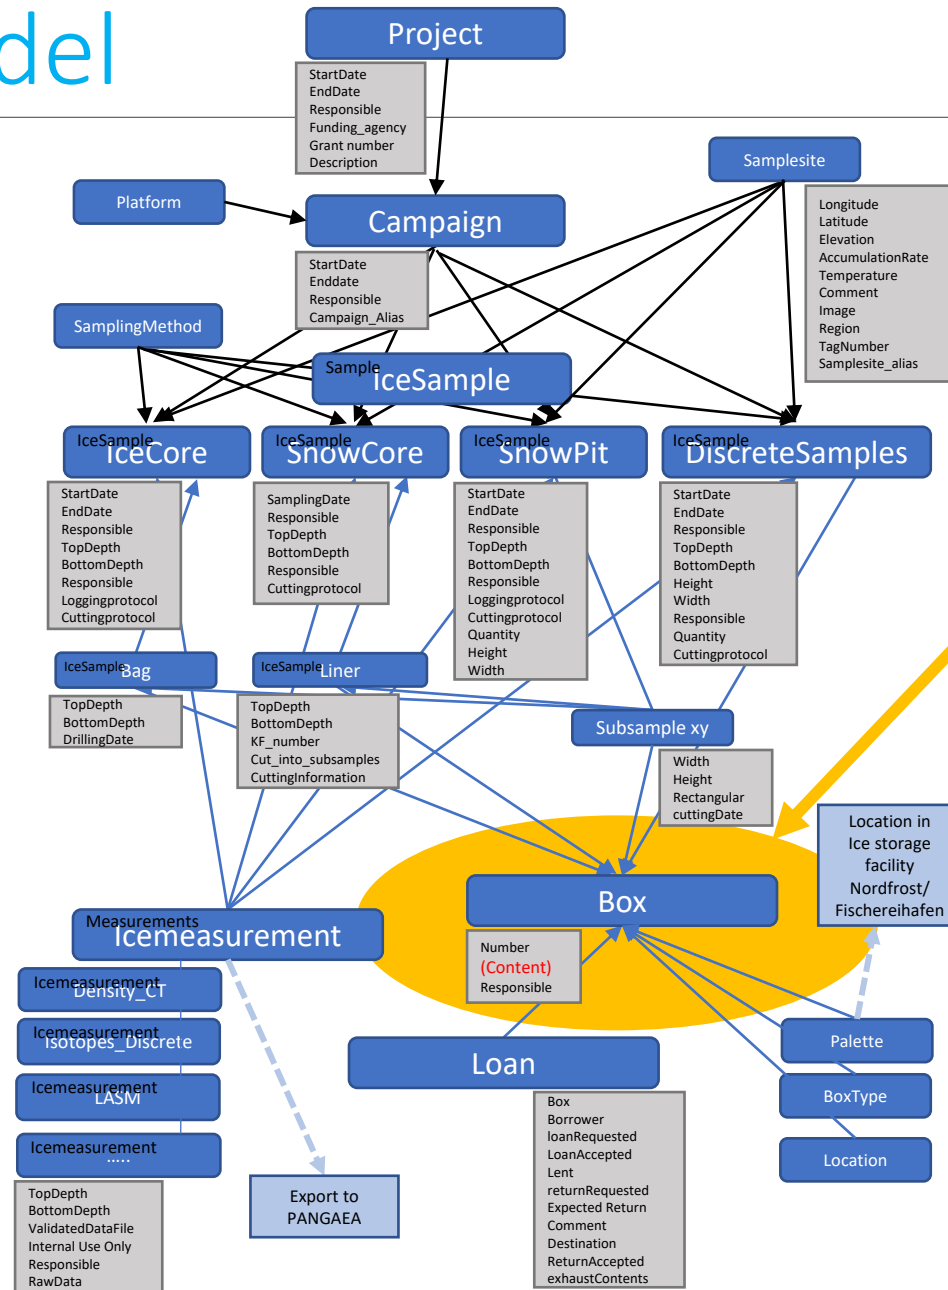 del
Project
StartDate
EndDate
Responsible
Funding_agency
Grant number
Description
Samplesite
Platform
Longitude
Latitude
Elevation
AccumulationRate
Temperature
Comment
Image
Region
TagNumber
Samplesite_alias
Campaign
StartDate
Enddate
Responsible
Campaign_Alias
SamplingMethod
Sample
IceSample
IceSample
IceCore
IceSample
SnowCore
IceSample
SnowPit
IceSample
DiscreteSamples
StartDate
EndDate
Responsible
TopDepth
BottomDepth
Responsible
Loggingprotocol
Cuttingprotocol
SamplingDate
Responsible
TopDepth
BottomDepth
Responsible
Cuttingprotocol
StartDate
EndDate
Responsible
TopDepth
BottomDepth
Responsible
Loggingprotocol
Cuttingprotocol
Quantity
Height
Width
StartDate
EndDate
Responsible
TopDepth
BottomDepth
Height
Width
Responsible
Quantity
Cuttingprotocol
IceSample
Bag
IceSample
Liner
TopDepth
BottomDepth
DrillingDate
TopDepth
BottomDepth
KF_number
Cut_into_subsamples
CuttingInformation
Subsample xy
Width
Height
Rectangular
cuttingDate
Location in
Ice storage
facility
Nordfrost/
Fischereihafen
Box
Number
(Content)
Responsible
Measurements
Icemeasurement
Icemeasurement
Density_CT
Icemeasurement
Isotopes_Discrete
Icemeasurement
LASM
Icemeasurement
.....
TopDepth
BottomDepth
ValidatedDataFile
Internal Use Only
Responsible
RawData
Export to
PANGAEA
Loan
Box
Borrower
loanRequested
LoanAccepted
Lent
returnRequested
Expected Return
Comment
Destination
ReturnAccepted
exhaustContents
Palette
BoxType
Location